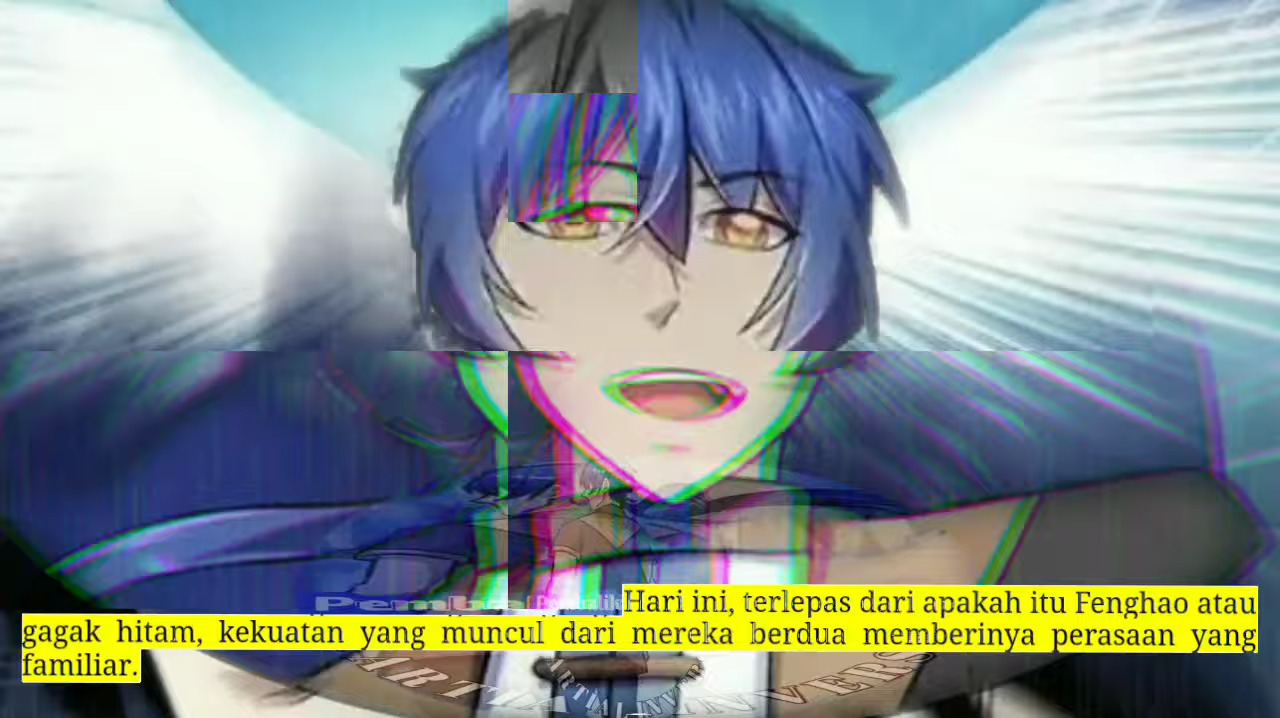 Hari ini, terlepas dari apakah itu Fenghao atau
gagak hitam, kekuatan yang muncul dari mereka berdua memberinya perasaan yang
familiar.